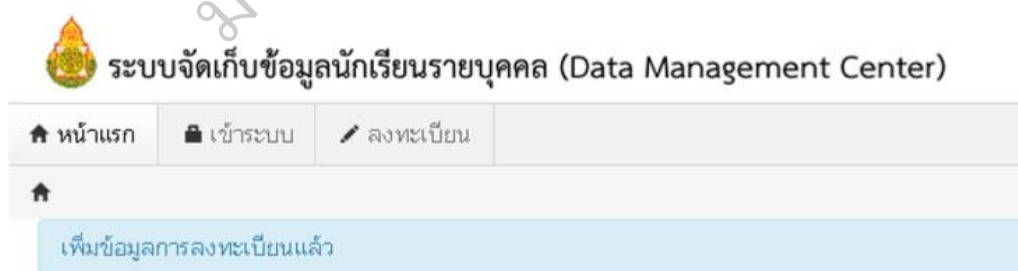 ระบบจัดเก็บข้อมูลนักเรียนรายบุคคล (Data Management Center)
หน้าแรก เข้าระบบ ลงทะเบียน
เพิ่มข้อมูลการลงทะเบียนแล้ว